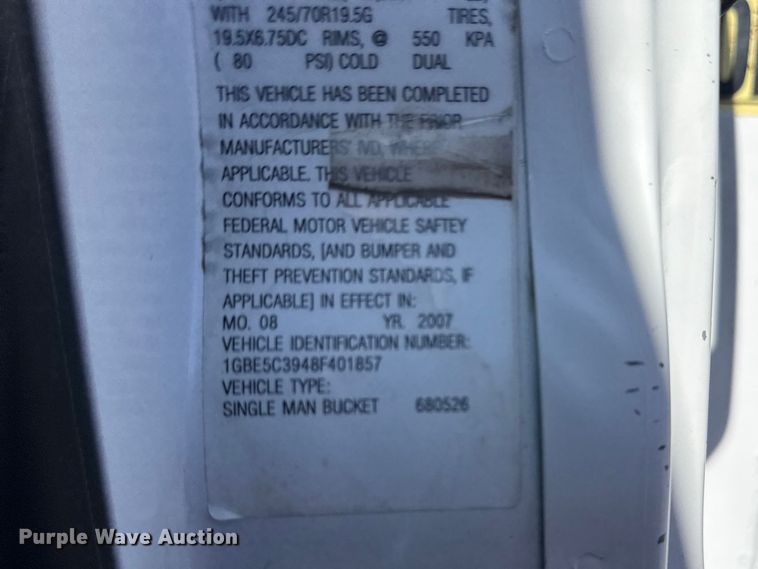 WITH 245/70R19.5G TIRES,
19.5X6.75DC RIMS, @ 550 KPA
( 80 PSI) COLD DUAL
THIS VEHICLE HAS BEEN COMPLETED
IN ACCORDANCE WITH THE PRIOR
MANUFACTURERS' IVD, WHERE
APPLICABLE. THIS VEHICLE
CONFORMS TO ALL APPLICABLE
FEDERAL MOTOR VEHICLE SAFTEY
STANDARDS, [AND BUMPER AND
THEFT PREVENTION STANDARDS, IF
APPLICABLE] IN EFFECT IN:
MO. 08 YR. 2007
VEHICLE IDENTIFICATION NUMBER:
1GBE5C3948F401857
VEHICLE TYPE:
SINGLE MAN BUCKET 680526
Purple Wave Auction